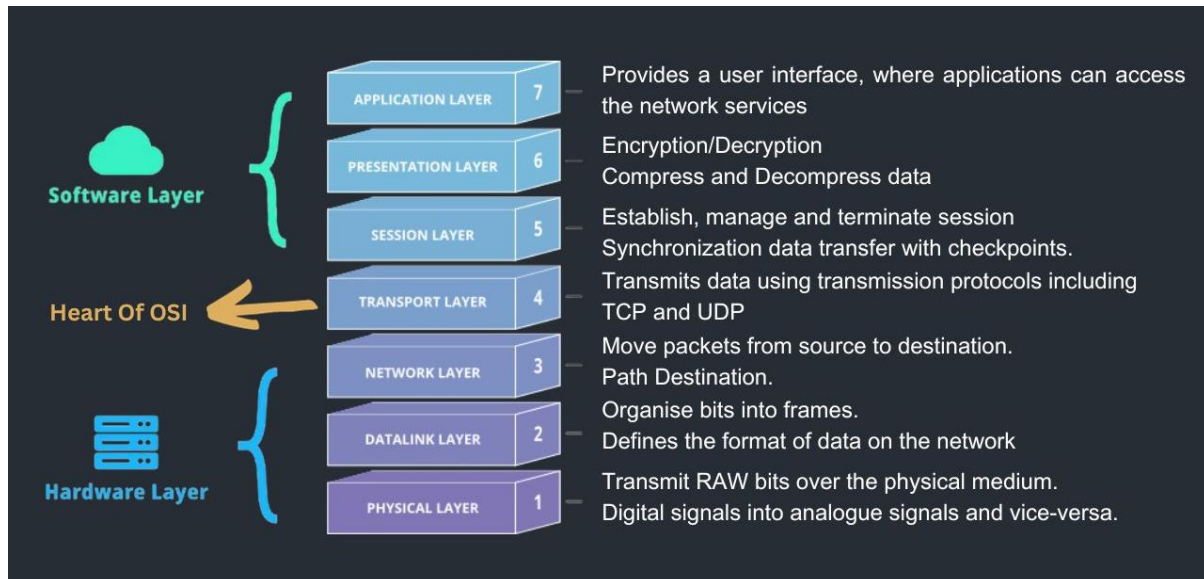 Provides a user interface, where applications can access
the network services
APPLICATION LAYER
7
Encryption/Decryption
Compress and Decompress data
PRESENTATION LAYER
6
Software Layer
Establish, manage and terminate session
Synchronization data transfer with checkpoints.
SESSION LAYER
5
Transmits data using transmission protocols including
TCP and UDP
TRANSPORT LAYER
4
Heart Of OSI
Move packets from source to destination.
Path Destination.
NETWORK LAYER
3
Organise bits into frames.
Defines the format of data on the network
DATALINK LAYER
2
Hardware Layer
Transmit RAW bits over the physical medium.
Digital signals into analogue signals and vice-versa.
PHYSICAL LAYER
1